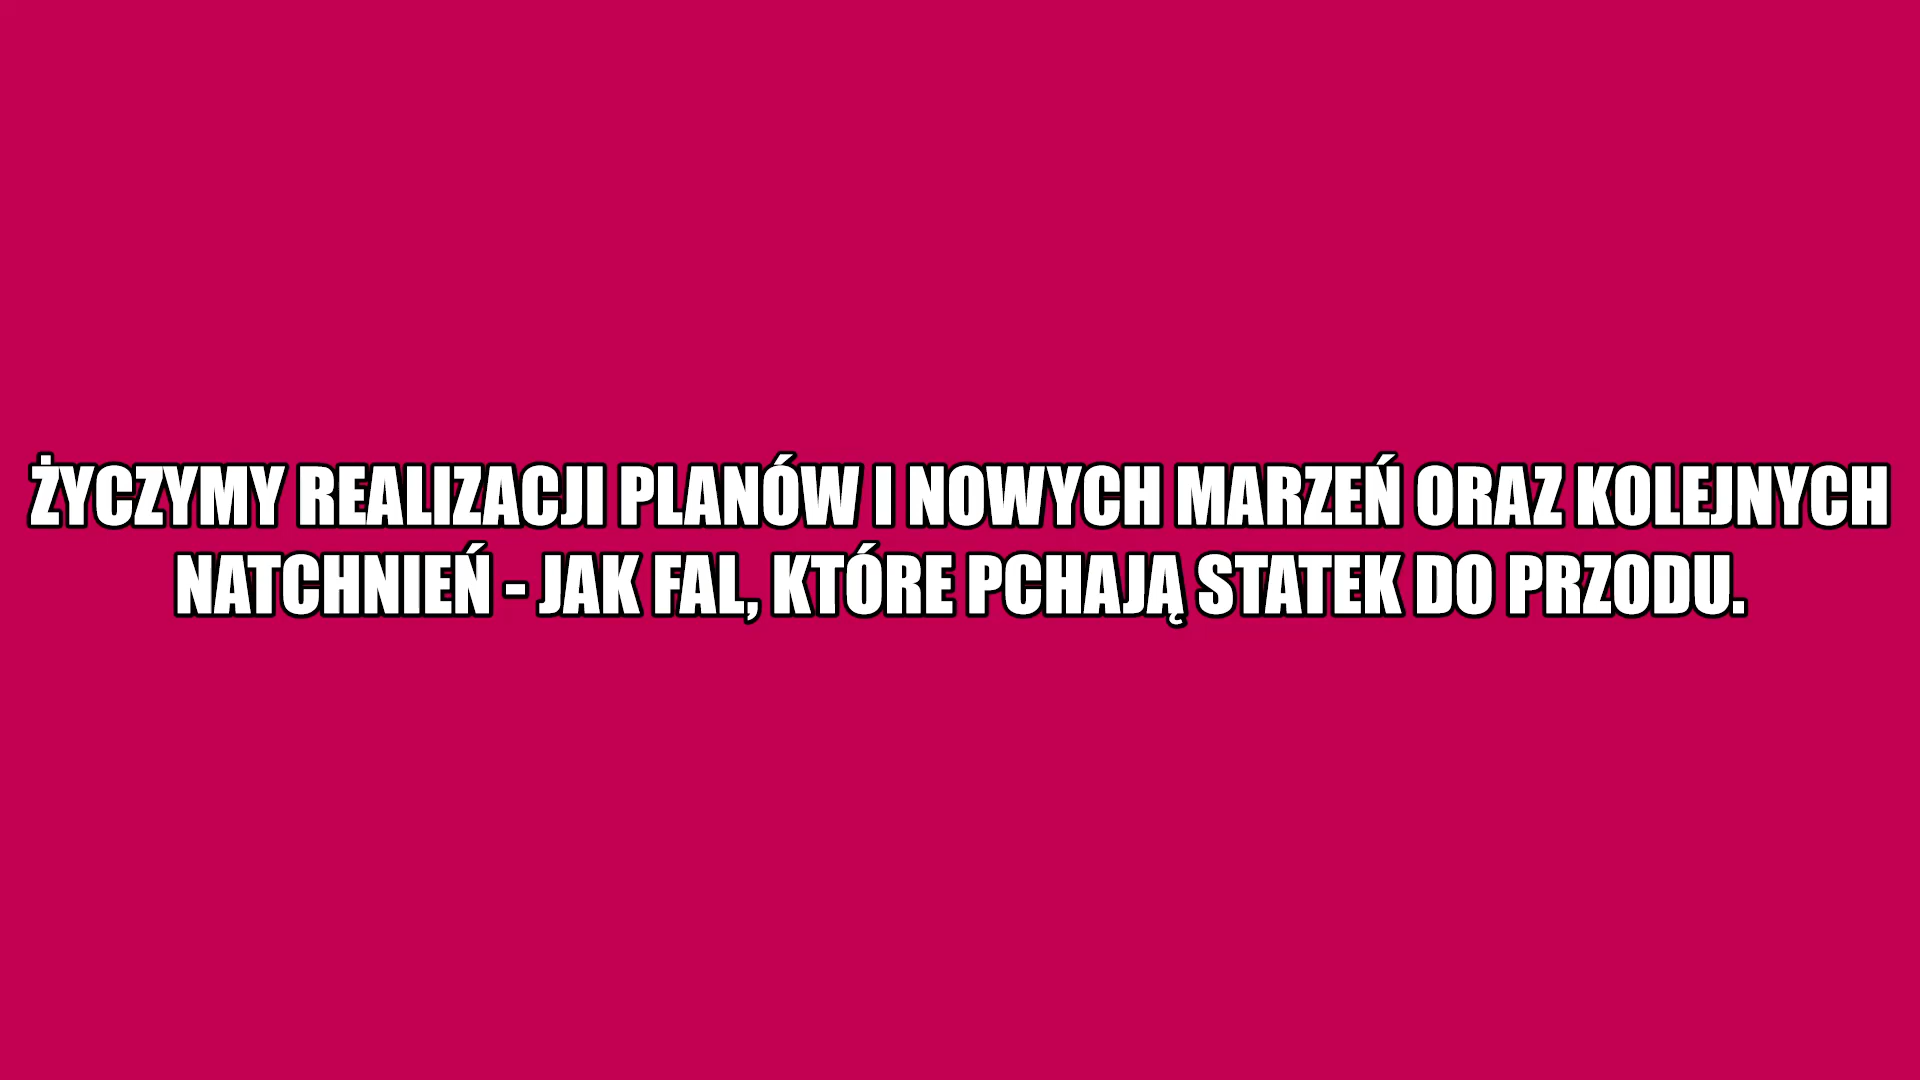 ŻYCZYMY REALIZACJI PLANÓW I NOWYCH MARZEŃ ORAZ KOLEJNYCH
NATCHNIEŃ - JAK FAL, KTÓRE PCHAJĄ STATEK DO PRZODU.